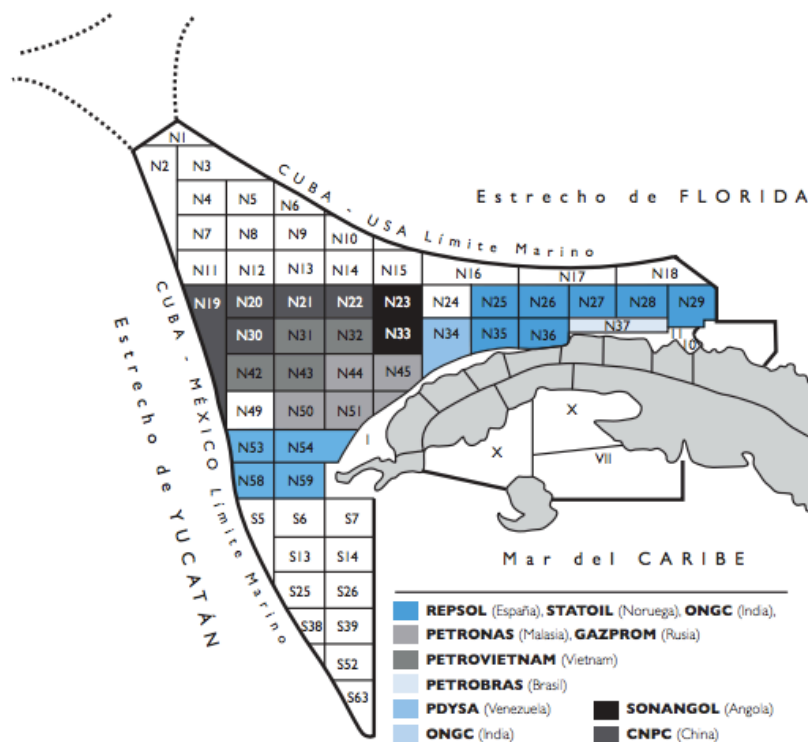 N1
N2 N3
CUBA - USA Límite Marino
Estrecho de FLORIDA
N4 N5 N6
N7 N8 N9 N10
N11 N12 N13 N14 N15 N16 N17 N18
CUBA - MÉXICO Límite Marino
Estrecho de YUCATÁN
N19 N20 N21 N22 N23 N24 N25 N26 N27 N28 N29
N30 N31 N32 N33 N34 N35 N36 N37 II
10
N42 N43 N44 N45
N49 N50 N51
N53 N54 I X X
N58 N59 VII
S5 S6 S7
S13 S14
S25 S26
S38 S39
S52
S63
Mar del CARIBE
REPSOL (España), STATOIL (Noruega), ONGC (India),
PETRONAS (Malasia), GAZPROM (Rusia)
PETROVIETNAM (Vietnam)
PETROBRAS (Brasil)
PDYSA (Venezuela) SONANGOL (Angola)
ONGC (India) CNPC (China)